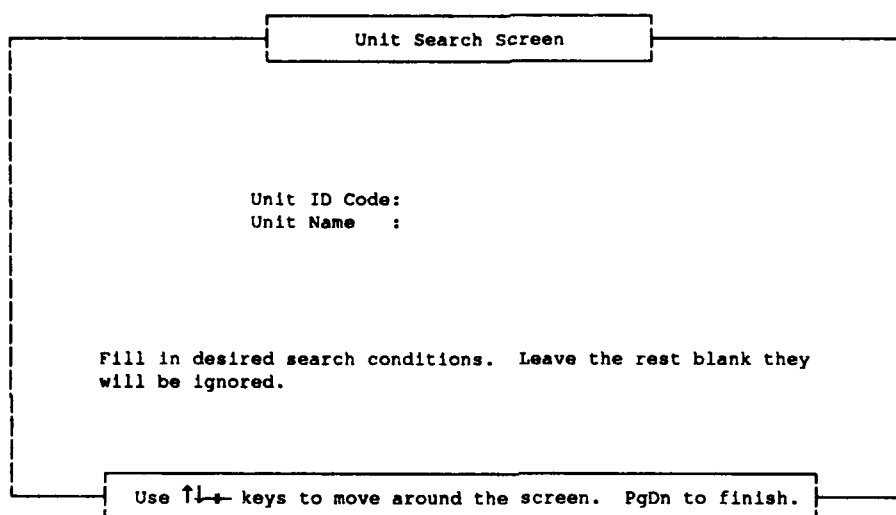 Unit Search Screen
Unit ID Code:
Unit Name   :
Fill in desired search conditions.  Leave the rest blank they
will be ignored.
Use ↑↓→← keys to move around the screen.  PgDn to finish.